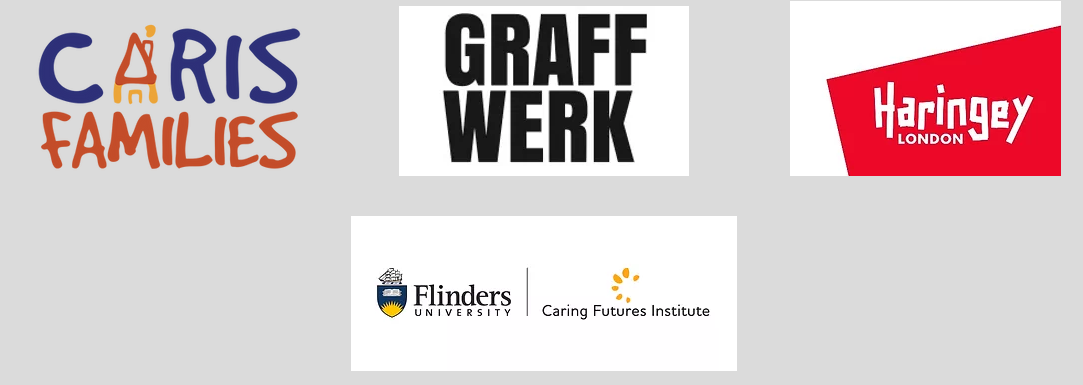 CARIS
FAMILIES
GRAFF
WERK
Haringey
LONDON
Flinders
UNIVERSITY
Caring Futures Institute